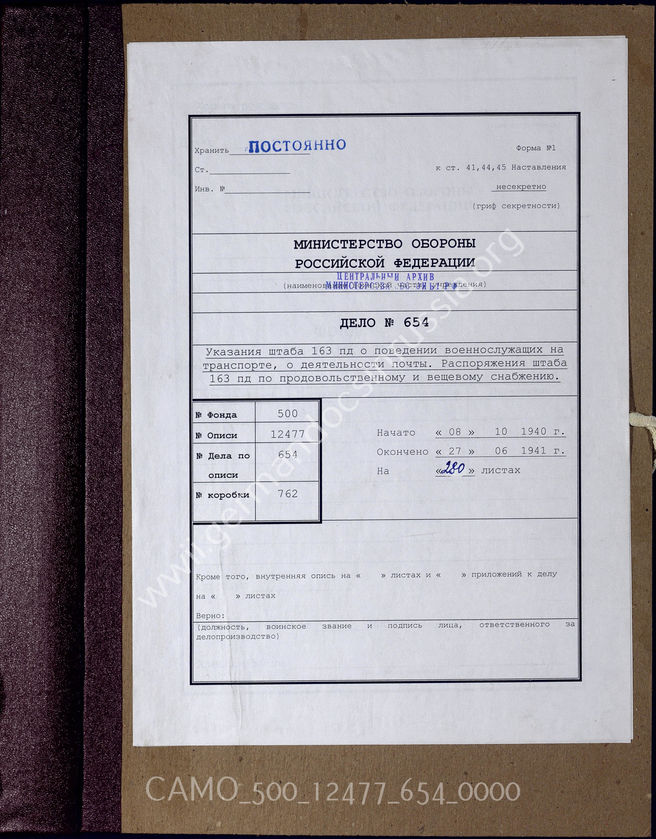 Хранить ПОСТОЯННО
Форма №1
Ст.
к ст. 41,44,45 Наставления
Инв. №
несекретно
(гриф секретности)
МИНИСТЕРСТВО ОБОРОНЫ
РОССИЙСКОЙ ФЕДЕРАЦИИ
ЦЕНТРАЛЬНЫЙ АРХИВ
ДЕЛО № 654
Указания штаба 163 пд о поведении военнослужащих на
транспорте, о деятельности почты. Распоряжения штаба
163 пд по продовольственному и вещевому снабжению.
№ Фонда 500
№ Описи 12477
№ Дела по описи 654
№ коробки 762
Начато « 08 » 10 1940 г.
Окончено « 27 » 06 1941 г.
На «280» листах
Кроме того, внутренняя опись на « » листах и « » приложений к делу
на « » листах
Верно:
(должность, воинское звание и подпись лица, ответственного за
делопроизводство)
www.germandocsinrussia.org
CAMO_500_12477_654_0000